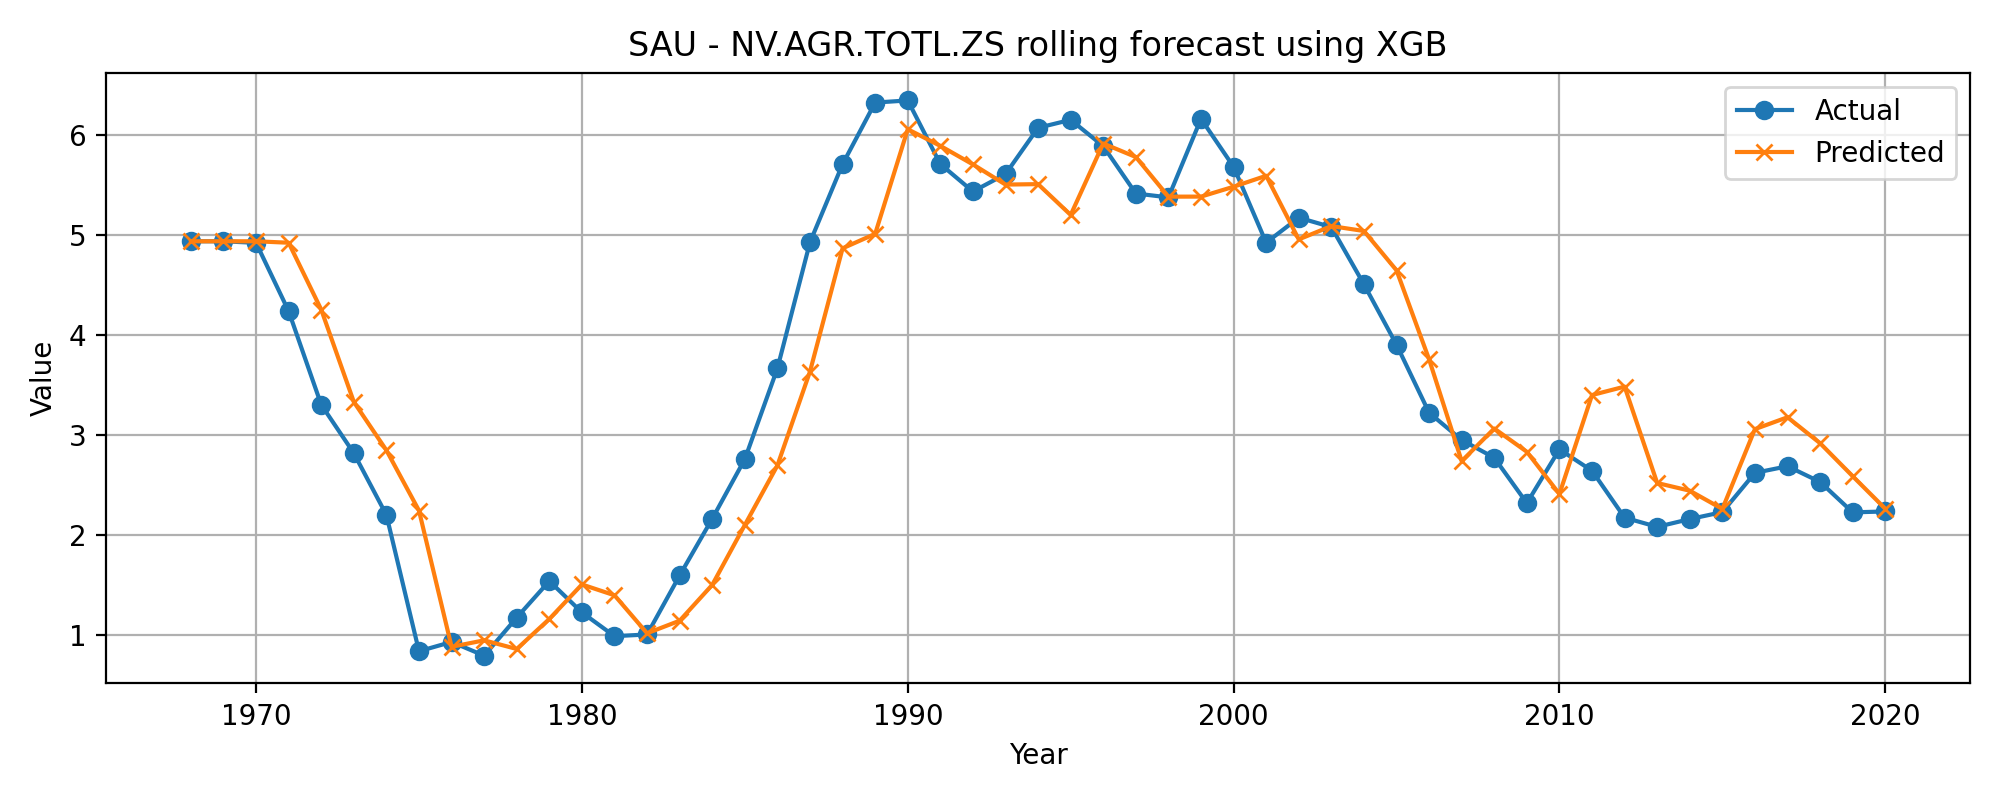 SAU - NV.AGR.TOTL.ZS rolling forecast using XGB
Actual
Predicted
Value
6
5
4
3
2
1
1970 1980 1990 2000 2010 2020
Year